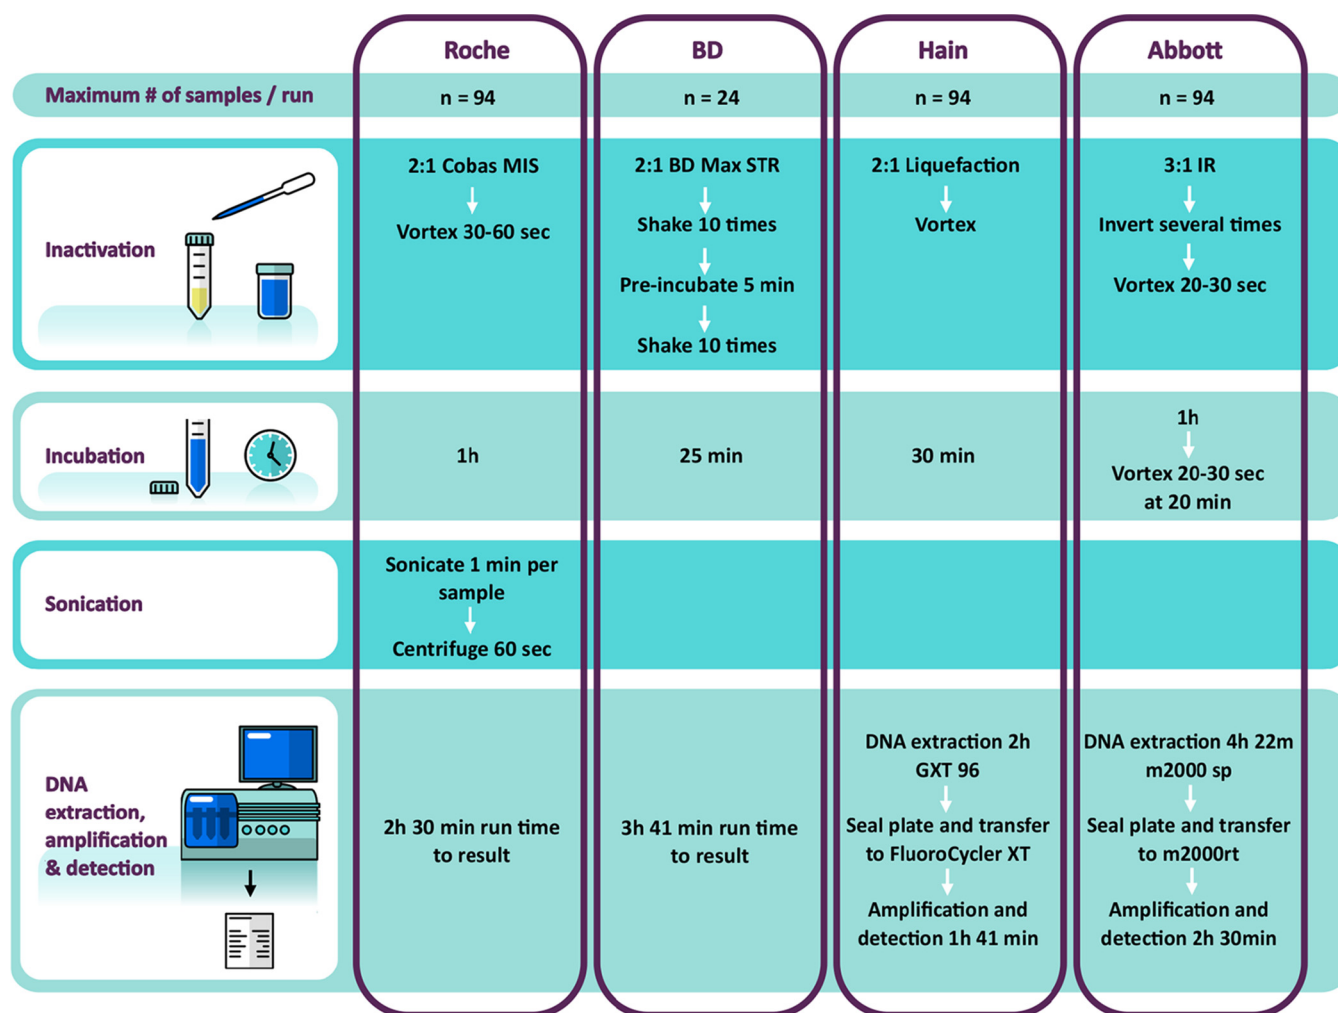 Roche
BD
Hain
Abbott
Maximum # of samples / run
n = 94
n = 24
n = 94
n = 94
Inactivation
2:1 Cobas MIS
Vortex 30-60 sec
2:1 BD Max STR
Shake 10 times
Pre-incubate 5 min
Shake 10 times
2:1 Liquefaction
Vortex
3:1 IR
Invert several times
Vortex 20-30 sec
Incubation
1h
25 min
30 min
1h
Vortex 20-30 sec
at 20 min
Sonication
Sonicate 1 min per
sample
Centrifuge 60 sec
DNA
extraction,
amplification
& detection
2h 30 min run time
to result
3h 41 min run time
to result
DNA extraction 2h
GXT 96
Seal plate and transfer
to FluoroCycler XT
Amplification and
detection 1h 41 min
DNA extraction 4h 22m
m2000 sp
Seal plate and transfer
to m2000rt
Amplification and
detection 2h 30min